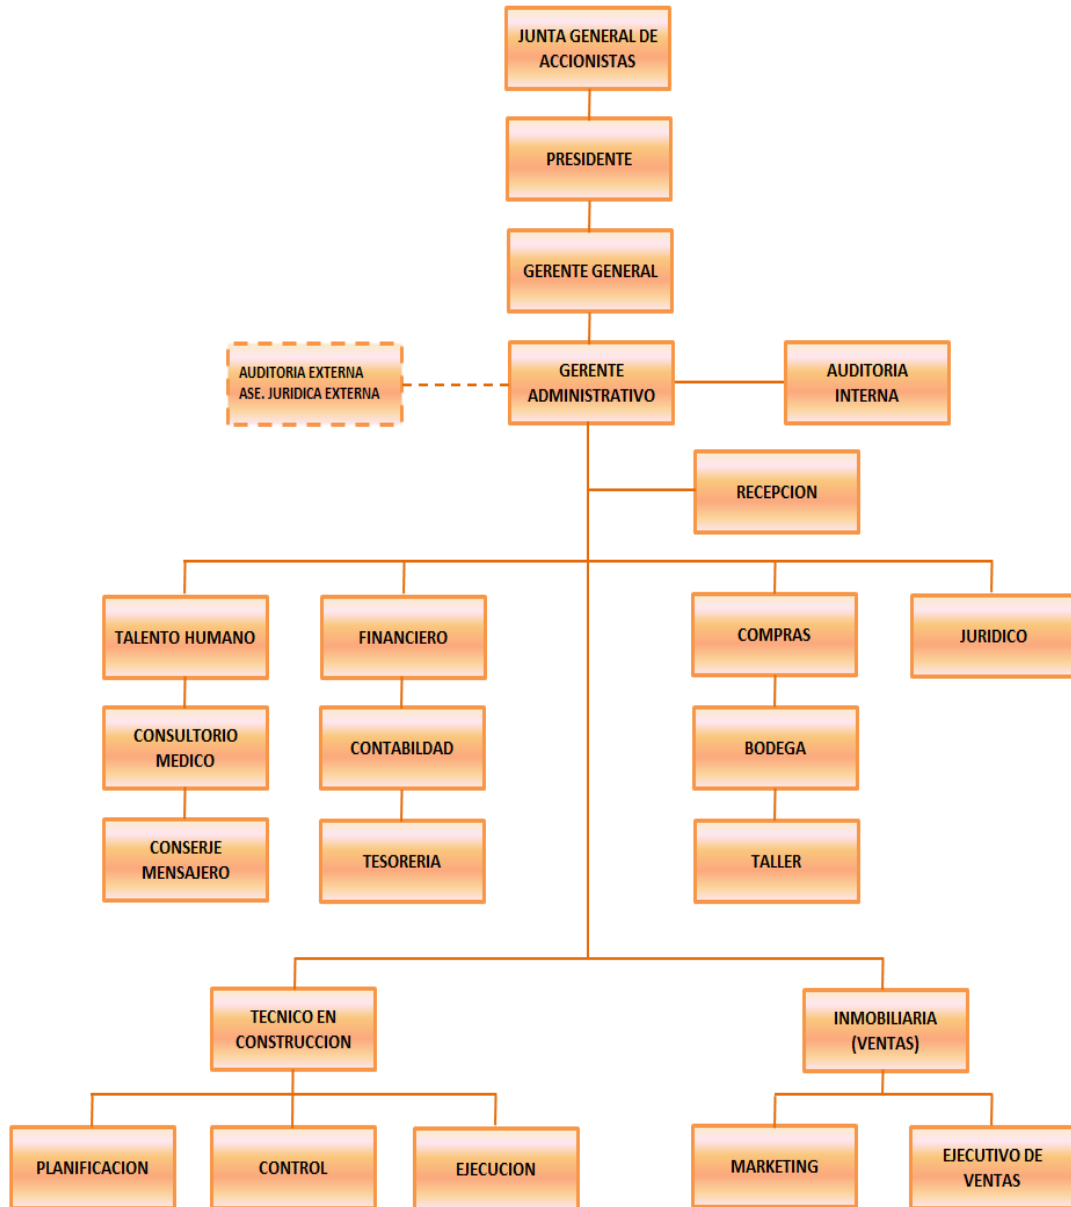 JUNTA GENERAL DE
ACCIONISTAS
PRESIDENTE
GERENTE GENERAL
AUDITORIA EXTERNA
ASE. JURIDICA EXTERNA
GERENTE
ADMINISTRATIVO
AUDITORIA
INTERNA
RECEPCION
TALENTO HUMANO
FINANCIERO
COMPRAS
JURIDICO
CONSULTORIO
MEDICO
CONTABILDAD
BODEGA
CONSERJE
MENSAJERO
TESORERIA
TALLER
TECNICO EN
CONSTRUCCION
INMOBILIARIA
(VENTAS)
PLANIFICACION
CONTROL
EJECUCION
MARKETING
EJECUTIVO DE
VENTAS